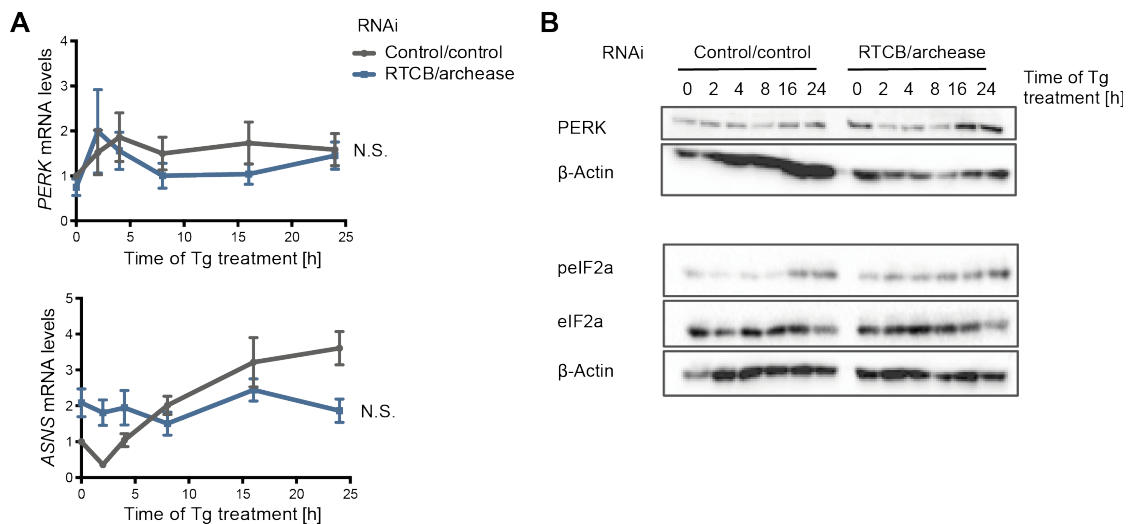 A
RNAi
Control/control
RTCB/archease
PERK mRNA levels
4
3
2
1
0
0 5 10 15 20 25
Time of Tg treatment [h]
N.S.
ASNS mRNA levels
5
4
3
2
1
0
0 5 10 15 20 25
Time of Tg treatment [h]
N.S.
B
RNAi Control/control RTCB/archease
0 2 4 8 16 24 0 2 4 8 16 24
Time of Tg
treatment [h]
PERK
β-Actin
peIF2a
eIF2a
β-Actin